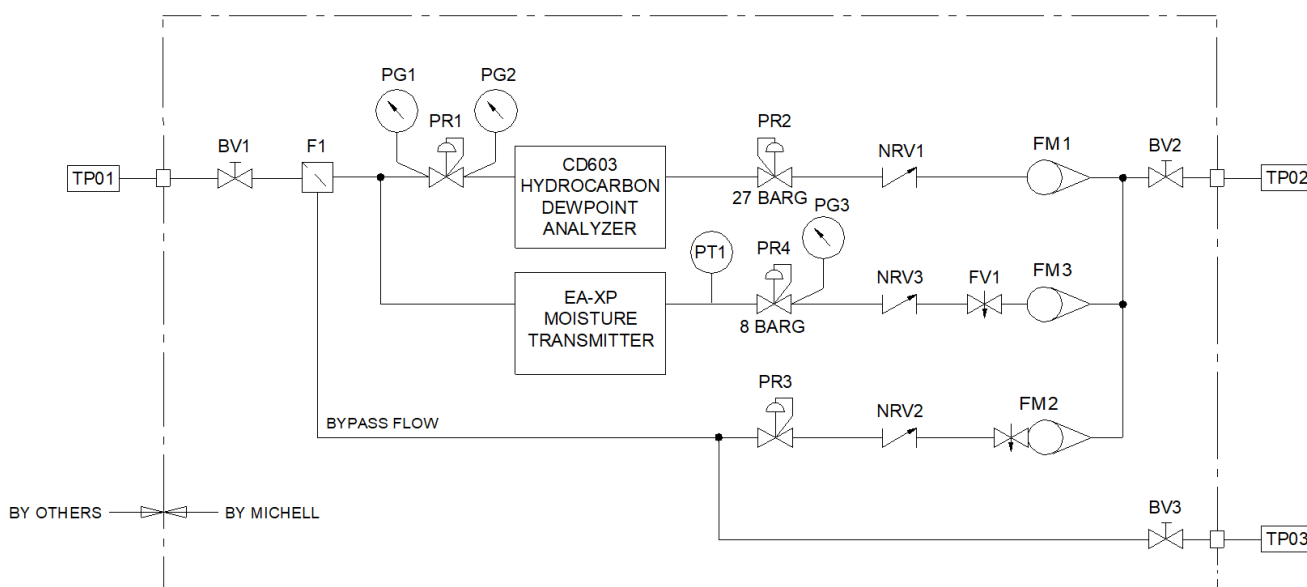 PG1
PG2
BV1
F1
PR1
PR2
NRV1
FM1
BV2
TP01
CD603
HYDROCARBON
DEWPOINT
ANALYZER
TP02
27 BARG
PG3
PT1
PR4
NRV3
FV1
FM3
EA-XP
MOISTURE
TRANSMITTER
8 BARG
PR3
NRV2
FM2
BYPASS FLOW
BY OTHERS
BY MICHELL
BV3
TP03